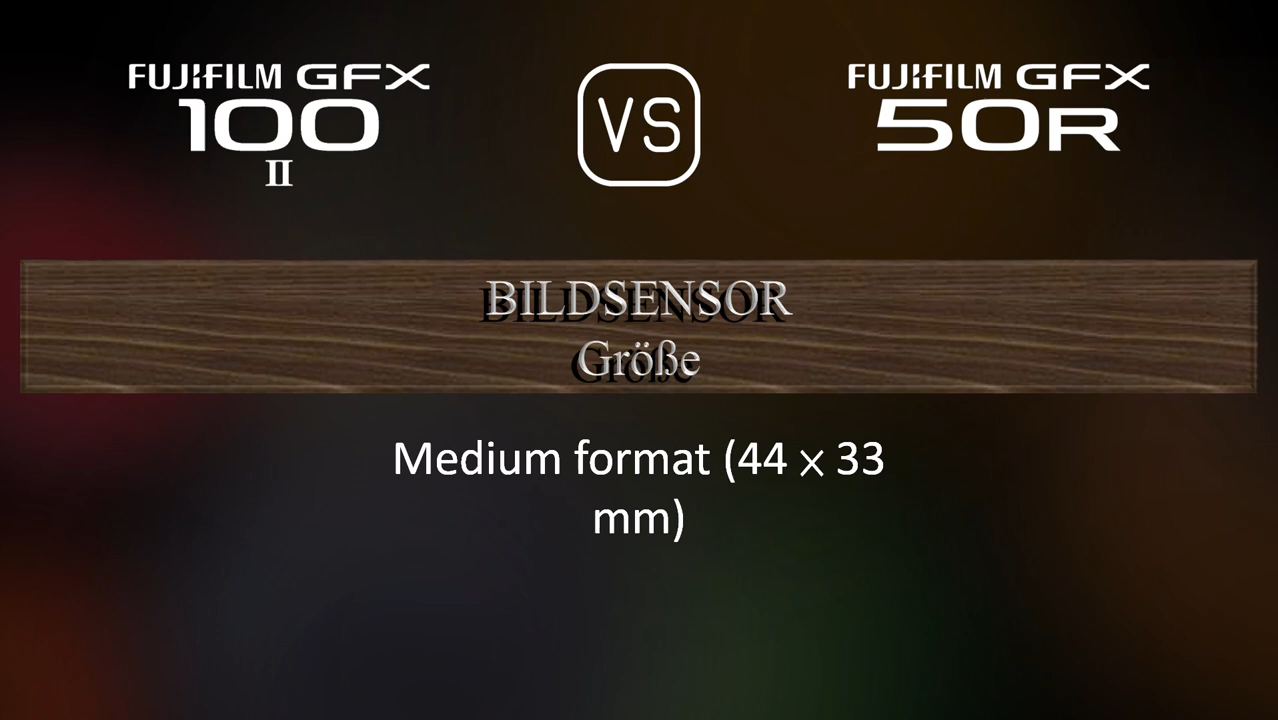 FUJIFILM GFX
100
II
VS
FUJIFILM GFX
50R
BILDSENSOR
Größe
Medium format (44 x 33
mm)